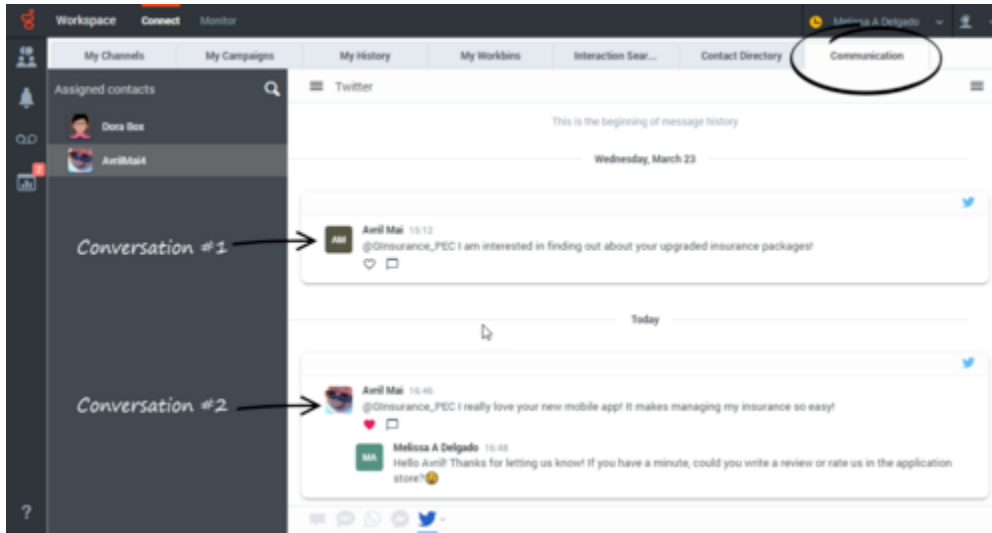 Workspace Connect Monitor Melissa A Delgado
My Channels My Campaigns My History My Workbins Interaction Sear... Contact Directory Communication
Assigned contacts
Twitter
Dora Box
AvrilMai4
2
This is the beginning of message history
Wednesday, March 23
AM
Avril Mai 15:12
@GInsurance_PEC I am interested in finding out about your upgraded insurance packages!
Conversation #1
Today
Avril Mai 16:46
@GInsurance_PEC I really love your new mobile app! It makes managing my insurance so easy!
Conversation #2
MA
Melissa A Delgado 16:48
Hello Avril! Thanks for letting us know! If you have a minute, could you write a review or rate us in the application
store?
?